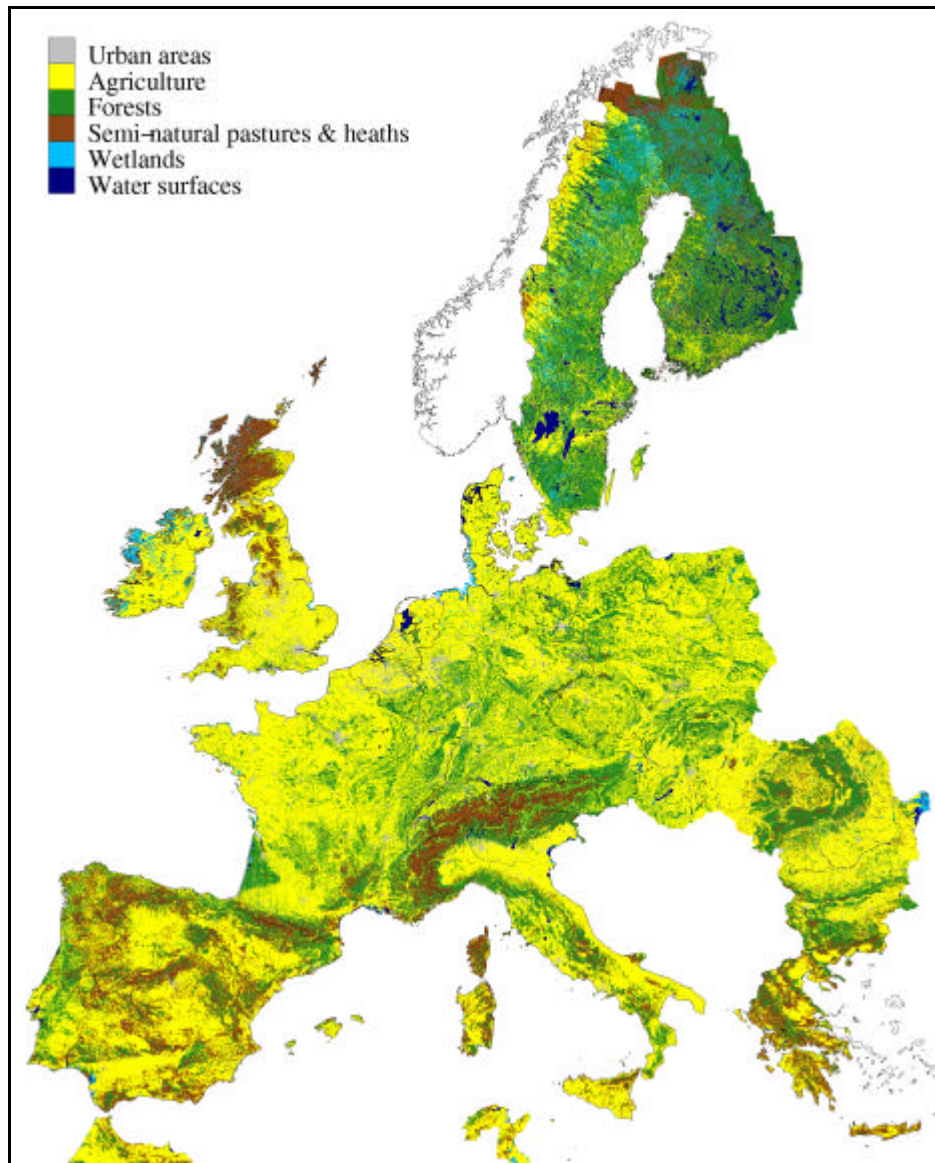 Urban areas
Agriculture
Forests
Semi-natural pastures & heaths
Wetlands
Water surfaces